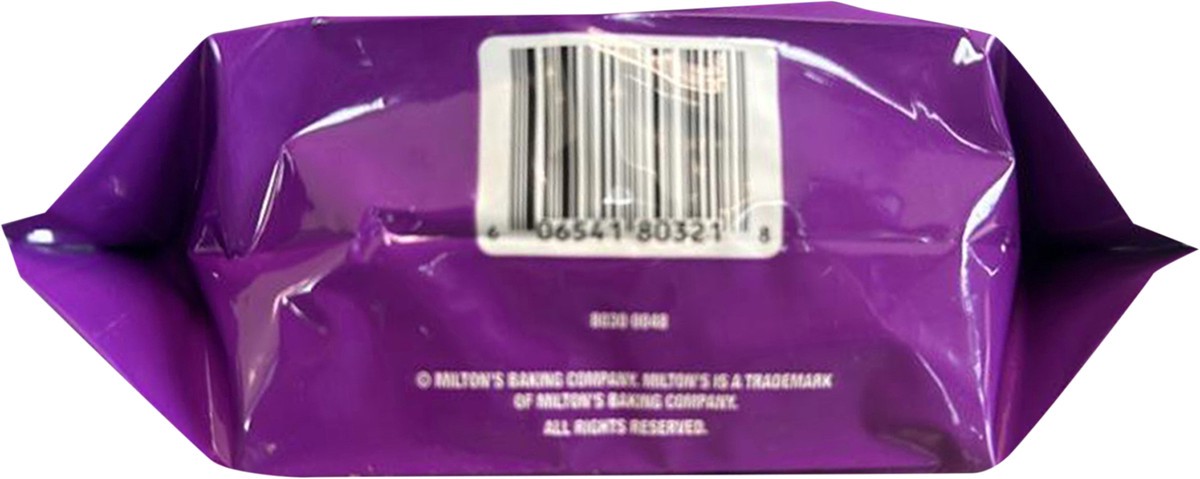 6 06541 80321 8
8030 0048
© MILTON'S BAKING COMPANY. MILTON'S IS A TRADEMARK
OF MILTON'S BAKING COMPANY.
ALL RIGHTS RESERVED.